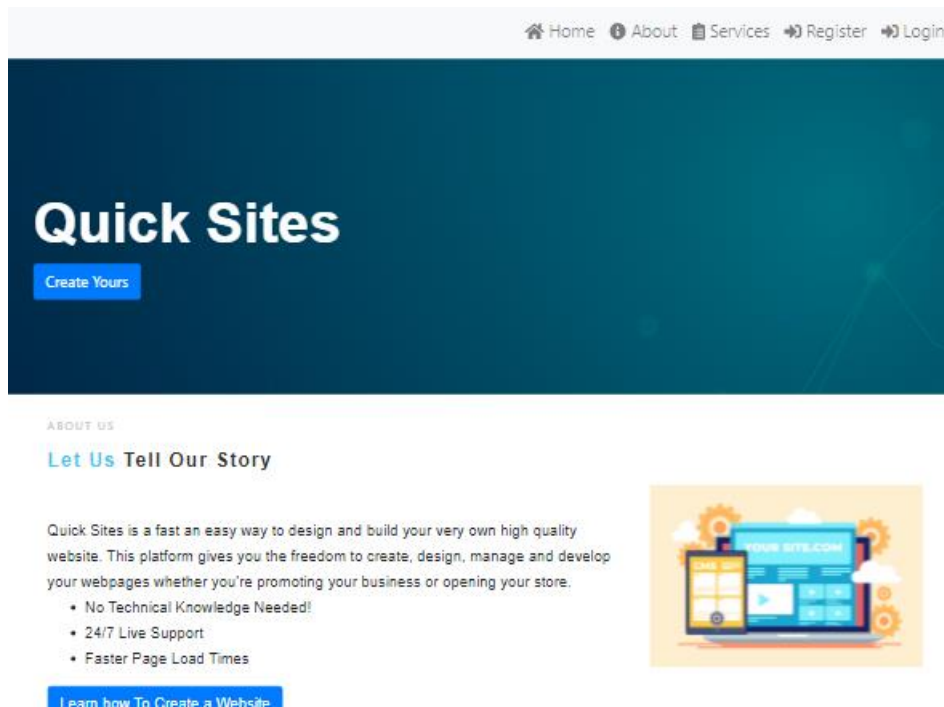 Home About Services Register Login
Quick Sites
Create Yours
ABOUT US
Let Us Tell Our Story
Quick Sites is a fast an easy way to design and build your very own high quality
website. This platform gives you the freedom to create, design, manage and develop
your webpages whether you're promoting your business or opening your store.
• No Technical Knowledge Needed!
• 24/7 Live Support
• Faster Page Load Times
YOUR SITE.COM
CMS
Learn how To Create a Website